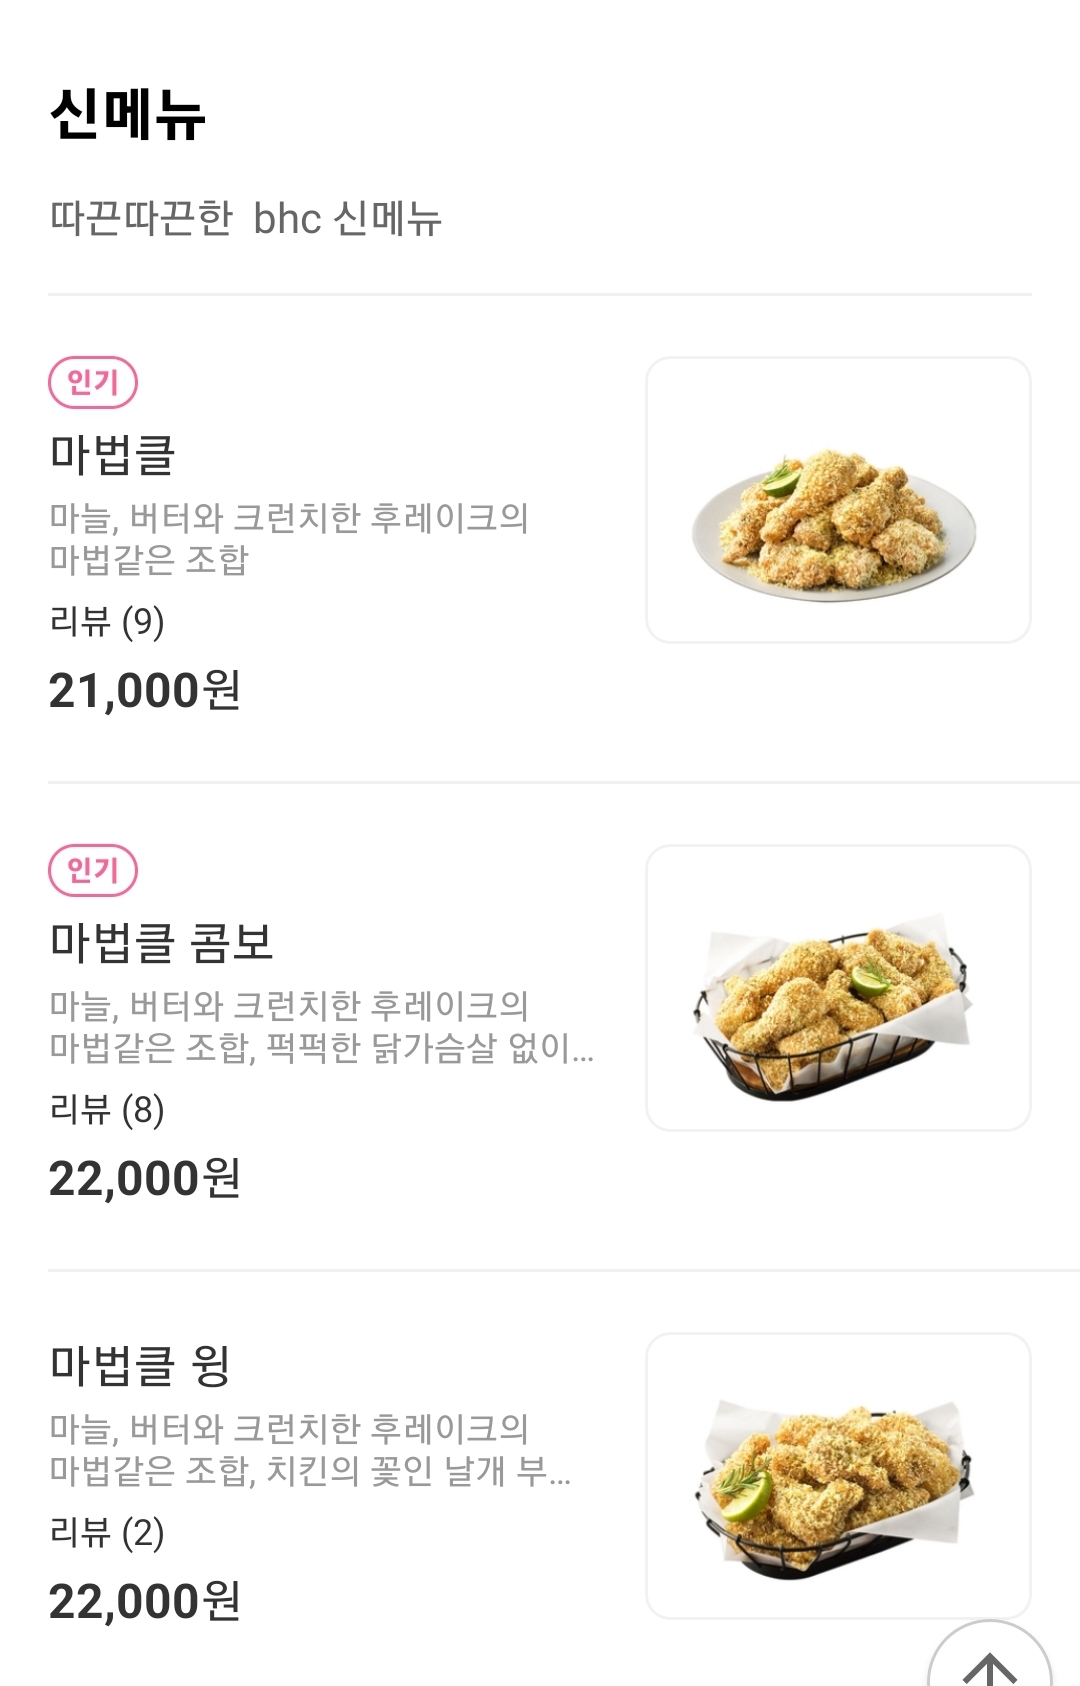 신메뉴
따끈따끈한 bhc 신메뉴
인기
마법클
마늘, 버터와 크런치한 후레이크의
마법같은 조합
리뷰 (9)
21,000원
인기
마법클 콤보
마늘, 버터와 크런치한 후레이크의
마법같은 조합, 퍽퍽한 닭가슴살 없이...
리뷰 (8)
22,000원
마법클 윙
마늘, 버터와 크런치한 후레이크의
마법같은 조합, 치킨의 꽃인 날개 부...
리뷰 (2)
22,000원